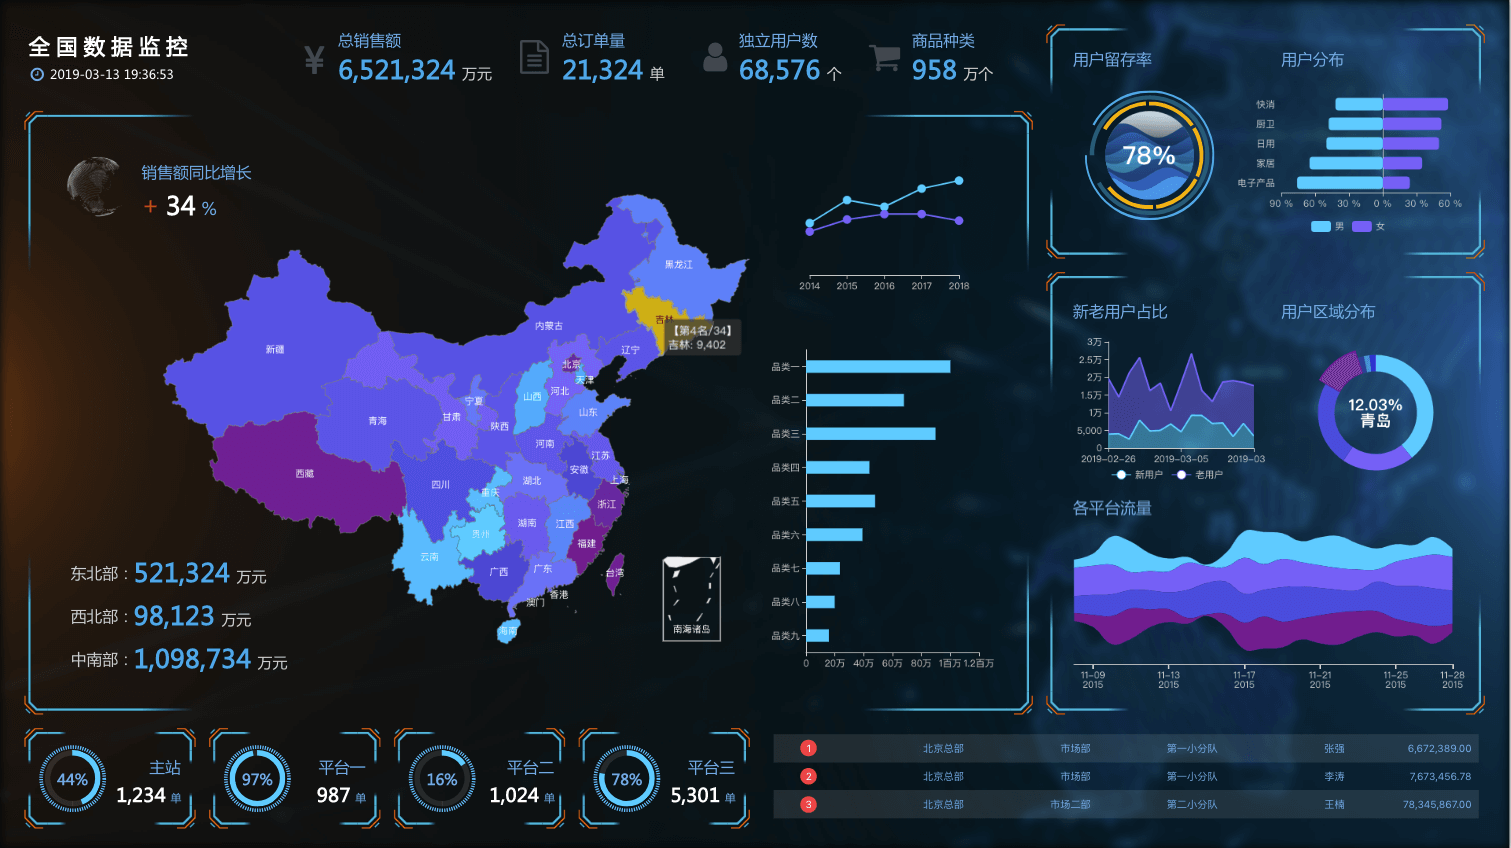 全国数据监控
2019-03-13 19:36:53
¥
总销售额
6,521,324 万元
总订单量
21,324 单
独立用户数
68,576 个
商品种类
958 万个
销售额同比增长
+ 34 %
黑龙江
内蒙古
吉林
【第4名/34】
吉林: 9,402
辽宁
新疆
北京
天津
河北
山西
宁夏
山东
青海
甘肃
陕西
河南
江苏
西藏
安徽
上海
四川
湖北
重庆
浙江
湖南
江西
贵州
福建
云南
广西
广东
台湾
香港
澳门
海南
南海诸岛
东北部：521,324 万元
西北部：98,123 万元
中南部：1,098,734 万元
2014 2015 2016 2017 2018
品类一
品类二
品类三
品类四
品类五
品类六
品类七
品类八
品类九
0 20万 40万 60万 80万 1百万 1.2百万
用户留存率
78%
用户分布
快消
厨卫
日用
家居
电子产品
90 % 60 % 30 % 0 % 30 % 60 %
男 女
新老用户占比
3万
2.5万
2万
1.5万
1万
5,000
0
2019-02-26 2019-03-05 2019-03
新用户 老用户
用户区域分布
12.03%
青岛
各平台流量
11-09 11-13 11-17 11-21 11-25 11-28
2015 2015 2015 2015 2015 2015
44%
主站
1,234 单
97%
平台一
987 单
16%
平台二
1,024 单
78%
平台三
5,301 单
1 北京总部 市场部 第一小分队 张强 6,672,389.00
2 北京总部 市场部 第一小分队 李涛 7,673,456.78
3 北京总部 市场二部 第二小分队 王楠 78,345,867.00